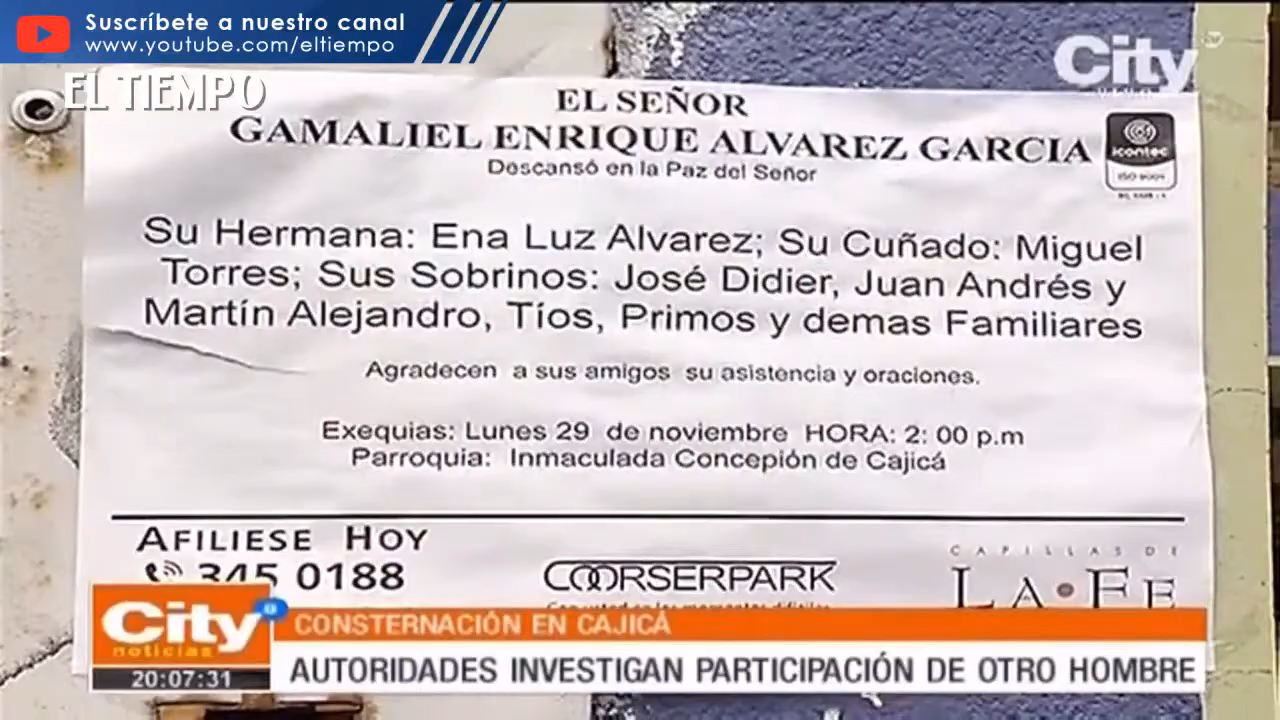 Suscríbete a nuestro canal
www.youtube.com/eltiempo
EL TIEMPO
City
EL SEÑOR
GAMALIEL ENRIQUE ALVAREZ GARCIA
Descansó en la Paz del Señor
icontec
ISO 9001
Su Hermana: Ena Luz Alvarez; Su Cuñado: Miguel
Torres; Sus Sobrinos: José Didier, Juan Andrés y
Martín Alejandro, Tíos, Primos y demas Familiares
Agradecen a sus amigos su asistencia y oraciones.
Exequias: Lunes 29 de noviembre HORA: 2: 00 p.m
Parroquia: Inmaculada Concepión de Cajicá
AFILIESE HOY
345 0188
COORSERPARK
CAPILLAS DE
LA FE
City
noticias
20:07:31
CONSTERNACIÓN EN CAJICÁ
AUTORIDADES INVESTIGAN PARTICIPACIÓN DE OTRO HOMBRE